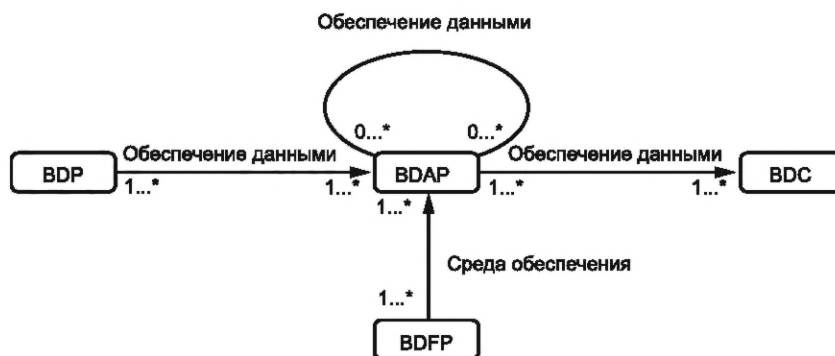 Обеспечение данными
0...* 0...*
Обеспечение данными Обеспечение данными
BDP BDAP BDC
1...* 1...* 1...* 1...*
1...*
Среда обеспечения
1...*
BDFP